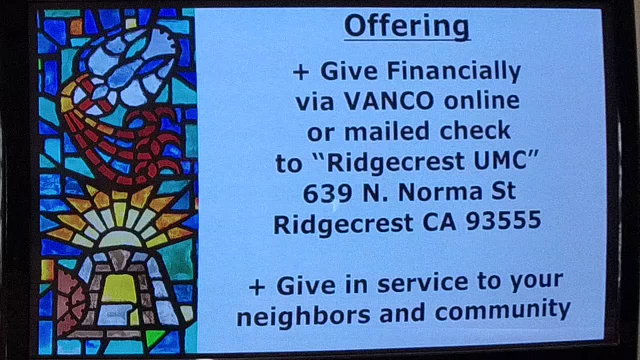 Offering
+ Give Financially
via VANCO online
or mailed check
to “Ridgecrest UMC”
639 N. Norma St
Ridgecrest CA 93555
+ Give in service to your
neighbors and community